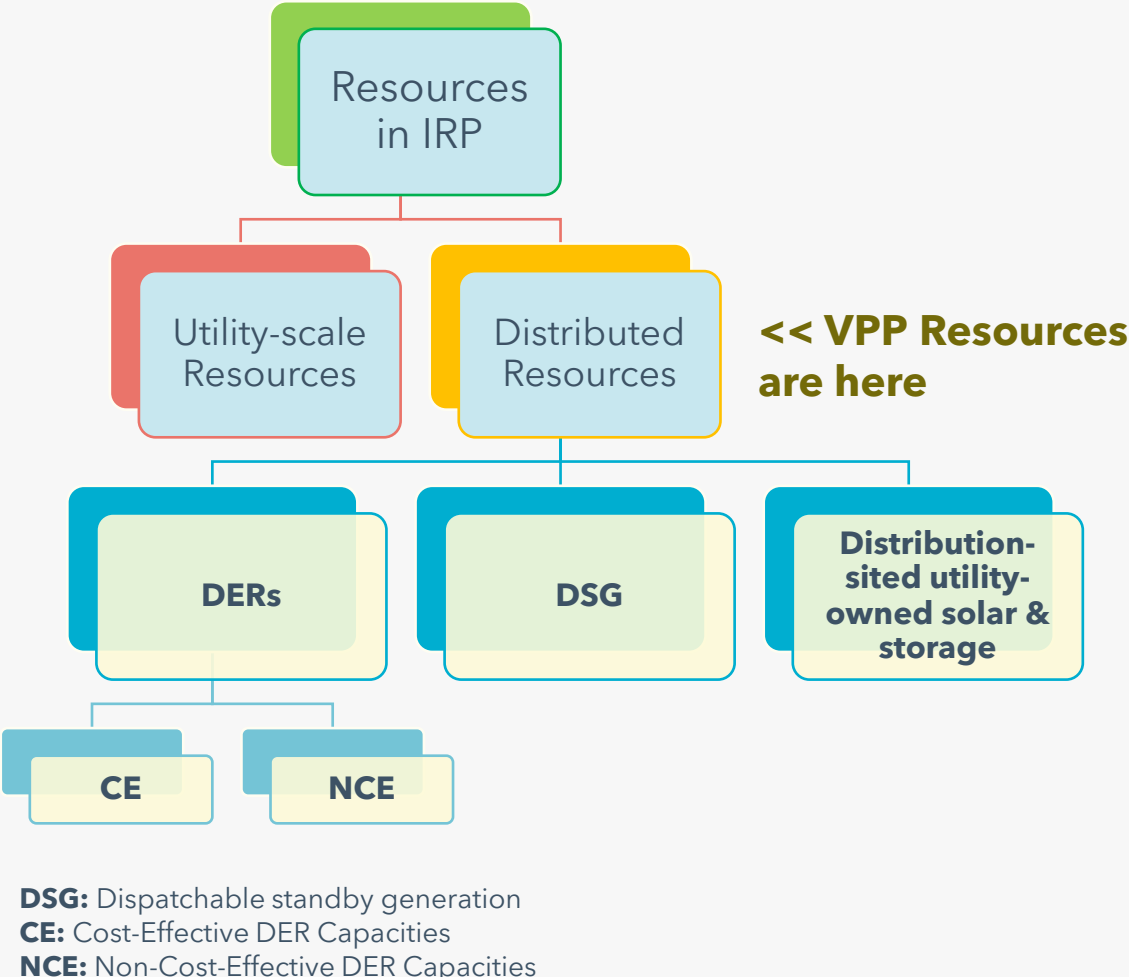 Resources
in IRP
Utility-scale
Resources
Distributed
Resources
<< VPP Resources
are here
DERs
DSG
Distribution-
sited utility-
owned solar &
storage
CE
NCE
DSG: Dispatchable standby generation
CE: Cost-Effective DER Capacities
NCE: Non-Cost-Effective DER Capacities